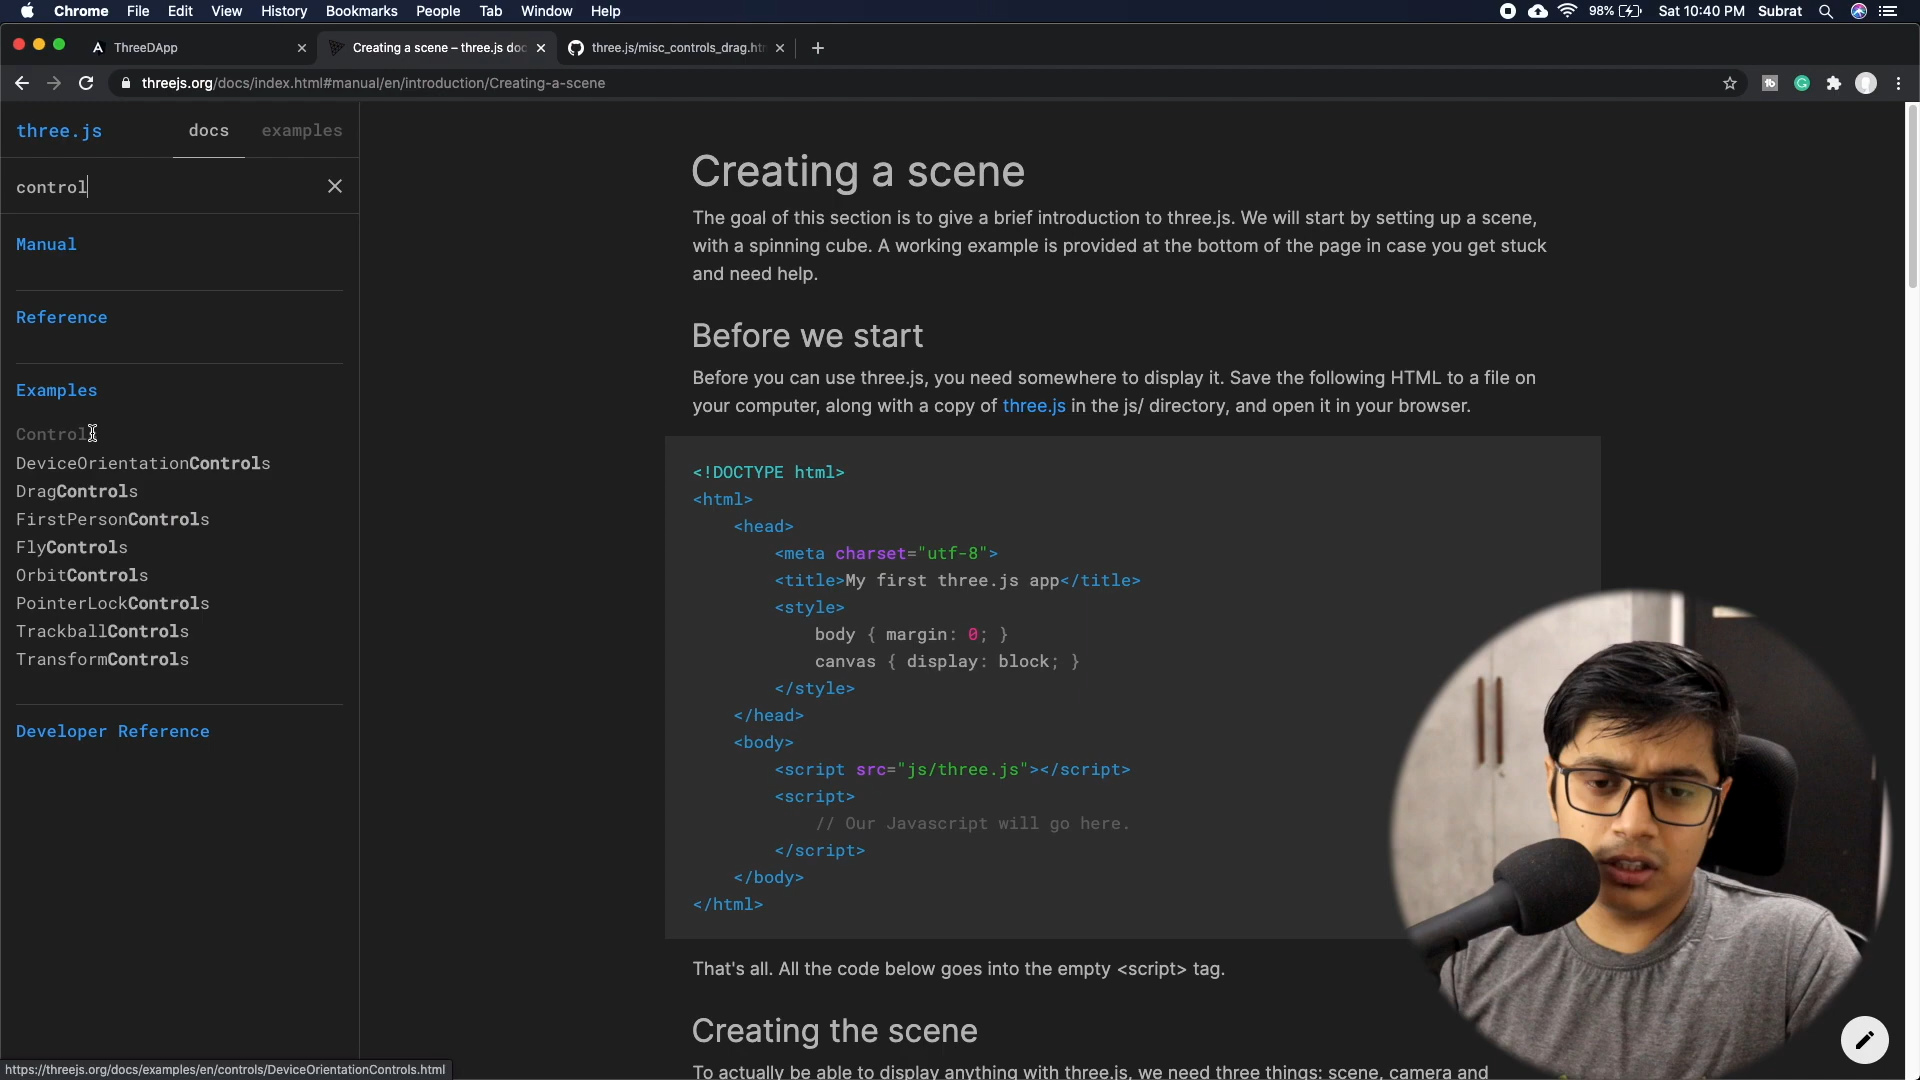 Chrome File Edit View History Bookmarks People Tab Window Help 98% Sat 10:40 PM Subrat
ThreeDApp Creating a scene – three.js doc three.js/misc_controls_drag.htm
threejs.org/docs/index.html#manual/en/introduction/Creating-a-scene
three.js docs examples
control
Manual
Reference
Examples
Control
DeviceOrientationControls
DragControls
FirstPersonControls
FlyControls
OrbitControls
PointerLockControls
TrackballControls
TransformControls
Developer Reference
https://threejs.org/docs/examples/en/controls/DeviceOrientationControls.html
Creating a scene
The goal of this section is to give a brief introduction to three.js. We will start by setting up a scene,
with a spinning cube. A working example is provided at the bottom of the page in case you get stuck
and need help.
Before we start
Before you can use three.js, you need somewhere to display it. Save the following HTML to a file on
your computer, along with a copy of three.js in the js/ directory, and open it in your browser.
<!DOCTYPE html>
<html>
<head>
<meta charset="utf-8">
<title>My first three.js app</title>
<style>
body { margin: 0; }
canvas { display: block; }
</style>
</head>
<body>
<script src="js/three.js"></script>
<script>
// Our Javascript will go here.
</script>
</body>
</html>
That's all. All the code below goes into the empty <script> tag.
Creating the scene
To actually be able to display anything with three.js, we need three things: scene, camera and